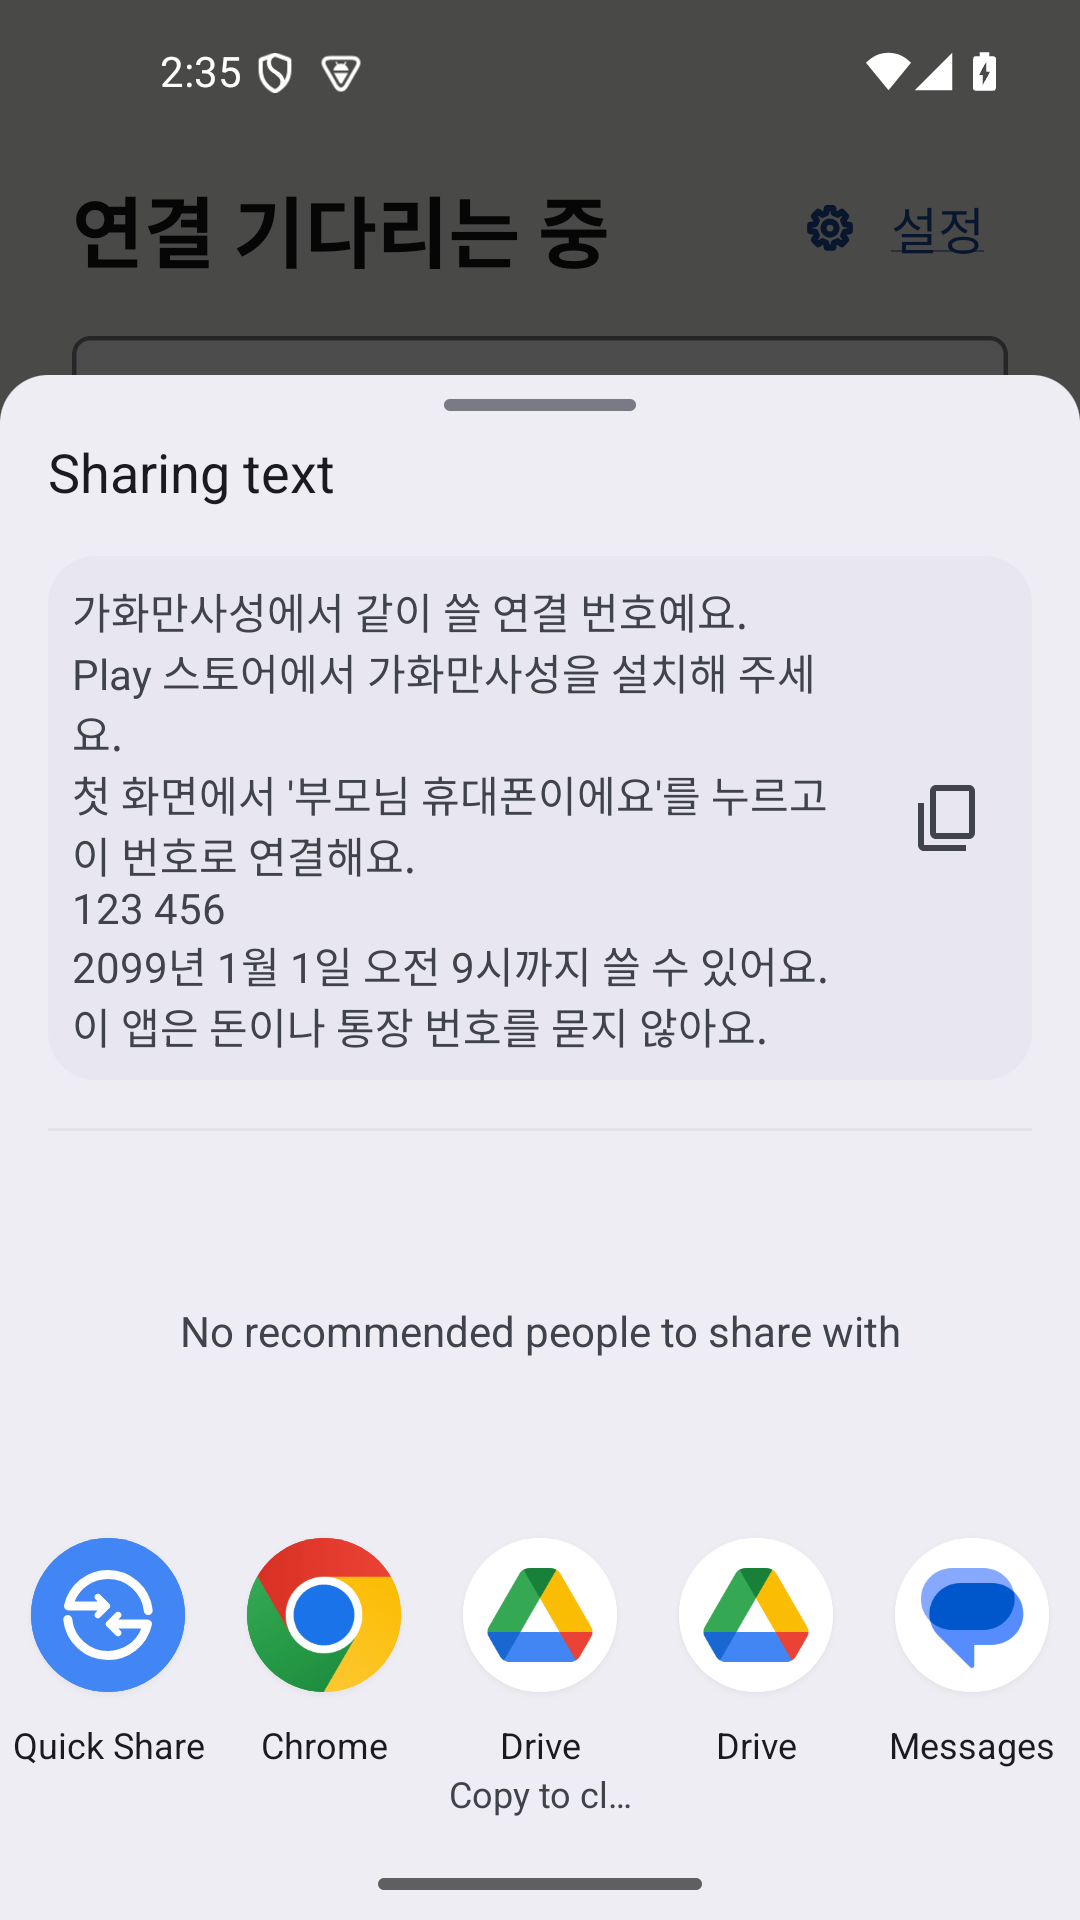 2:35
연결 기다리는 중
설정
Sharing text
가화만사성에서 같이 쓸 연결 번호예요.
Play 스토어에서 가화만사성을 설치해 주세
요.
첫 화면에서 '부모님 휴대폰이에요'를 누르고
이 번호로 연결해요.
123 456
2099년 1월 1일 오전 9시까지 쓸 수 있어요.
이 앱은 돈이나 통장 번호를 묻지 않아요.
No recommended people to share with
Quick Share
Chrome
Drive
Copy to cl...
Drive
Messages